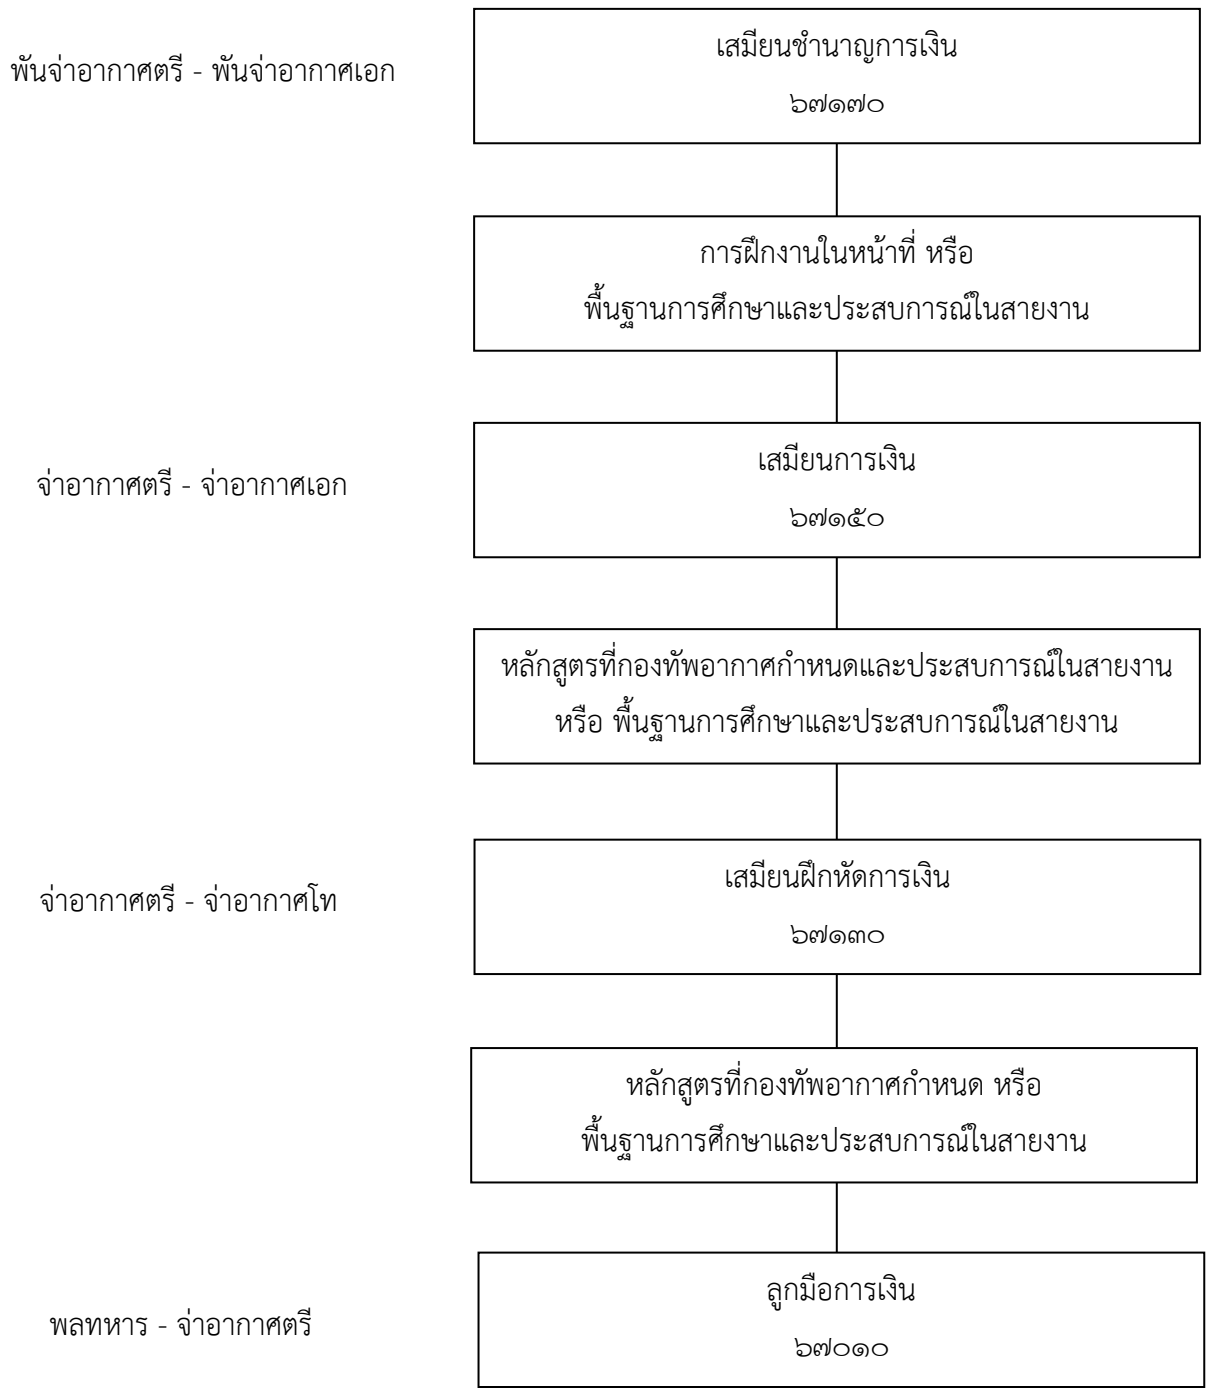 เสมียนชำนาญการเงิน
พันจ่าอากาศตรี - พันจ่าอากาศเอก
๖๗๑๗๐
การฝึกงานในหน้าที่ หรือ
พื้นฐานการศึกษาและประสบการณ์ในสายงาน
เสมียนการเงิน
จ่าอากาศตรี - จ่าอากาศเอก
๖๗๑๕๐
หลักสูตรที่กองทัพอากาศกำหนดและประสบการณ์ในสายงาน
หรือ พื้นฐานการศึกษาและประสบการณ์ในสายงาน
เสมียนฝึกหัดการเงิน
จ่าอากาศตรี - จ่าอากาศโท
๖๗๑๓๐
หลักสูตรที่กองทัพอากาศกำหนด หรือ
พื้นฐานการศึกษาและประสบการณ์ในสายงาน
ลูกมือการเงิน
พลทหาร - จ่าอากาศตรี
๖๗๐๑๐